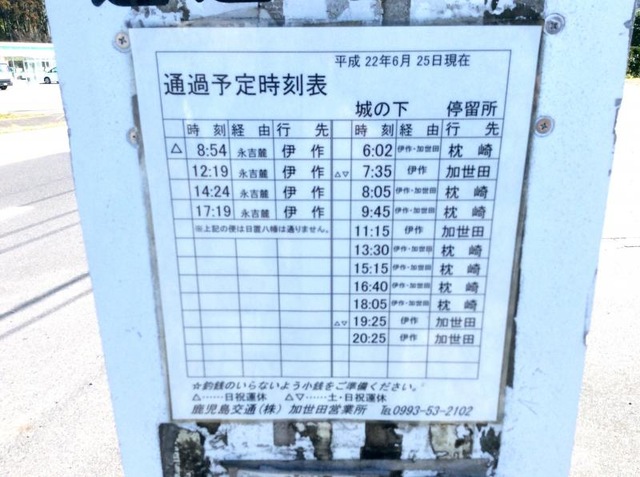 平成 22年6月 25日現在
通過予定時刻表
城の下 停留所
時刻 経由 行先 時刻 経由 行先
△ 8:54 永吉麓 伊作 6:02 伊作・加世田 枕崎
12:19 永吉麓 伊作 △▽ 7:35 伊作 加世田
14:24 永吉麓 伊作 8:05 伊作・加世田 枕崎
17:19 永吉麓 伊作 9:45 伊作・加世田 枕崎
※上記の便は日置八幡は通りません。 11:15 伊作 加世田
13:30 伊作・加世田 枕崎
15:15 伊作・加世田 枕崎
16:40 伊作・加世田 枕崎
18:05 伊作・加世田 枕崎
△▽ 19:25 伊作 加世田
20:25 伊作 加世田
☆釣銭のいらないよう小銭をご準備ください。
△……日祝運休 △▽……土・日祝運休
鹿児島交通(株) 加世田営業所 ℡0993-53-2102